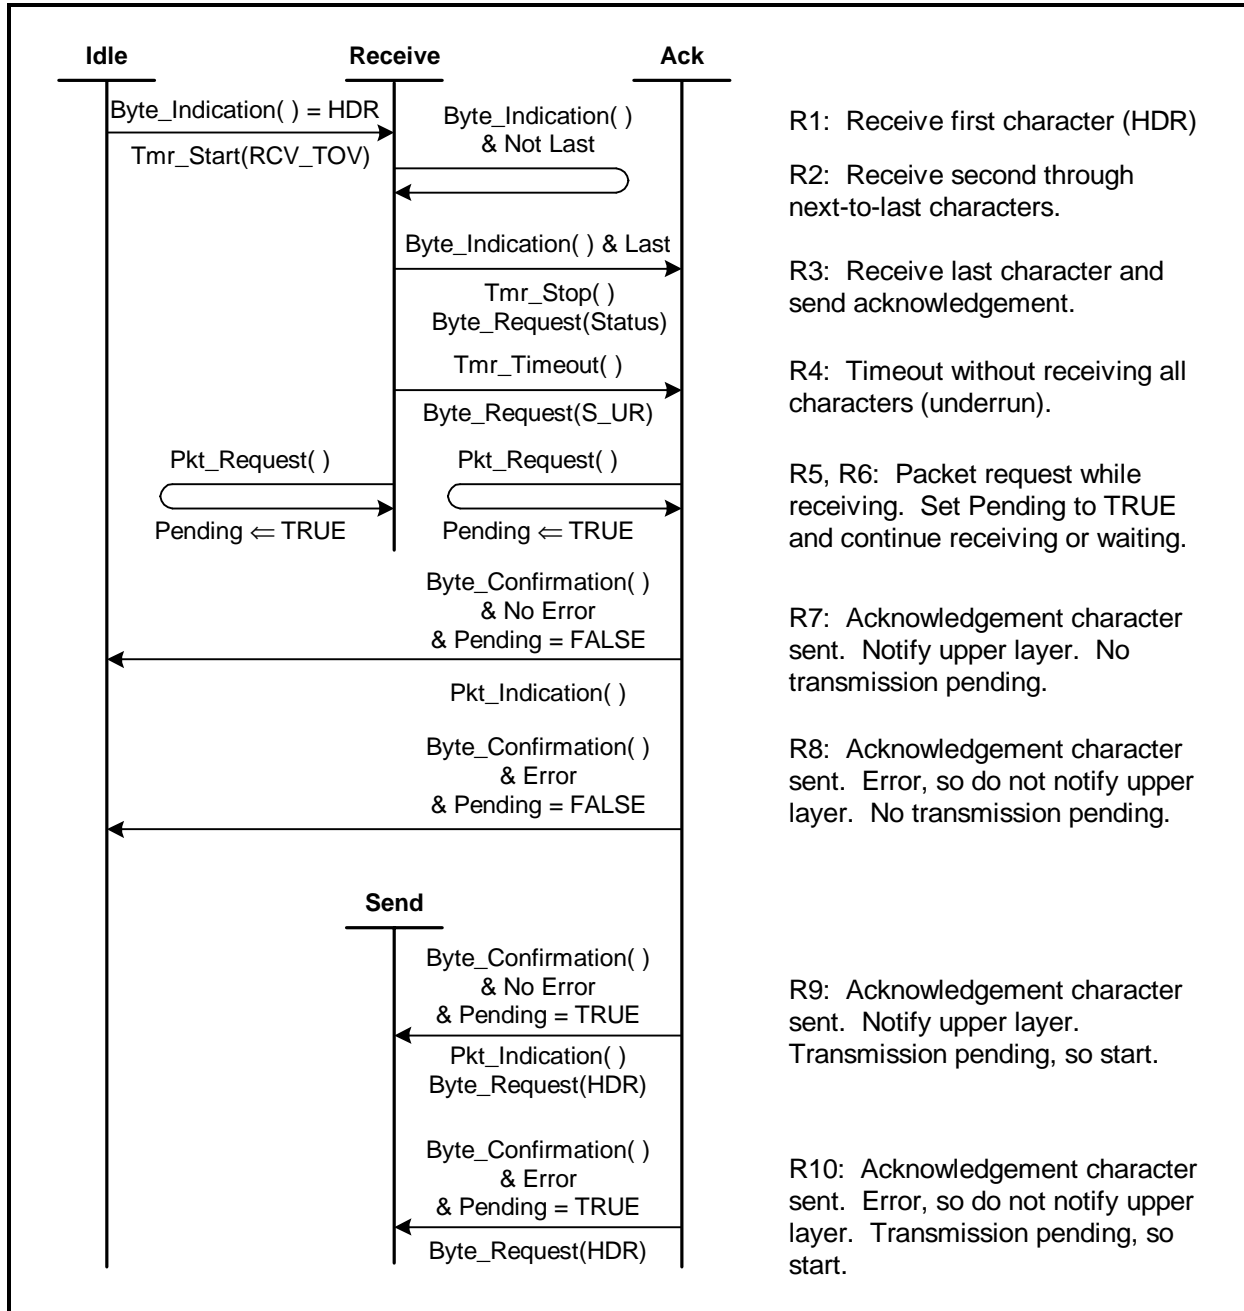 Idle
Receive
Ack
Byte_Indication( ) = HDR
Tmr_Start(RCV_TOV)
Byte_Indication( )
& Not Last
R1:  Receive first character (HDR)
R2:  Receive second through
next-to-last characters.
Byte_Indication( ) & Last
Tmr_Stop( )
Byte_Request(Status)
R3:  Receive last character and
send acknowledgement.
Tmr_Timeout( )
Byte_Request(S_UR)
R4:  Timeout without receiving all
characters (underrun).
Pkt_Request( )
Pending ⇐ TRUE
Pkt_Request( )
Pending ⇐ TRUE
R5, R6:  Packet request while
receiving.  Set Pending to TRUE
and continue receiving or waiting.
Byte_Confirmation( )
& No Error
& Pending = FALSE
Pkt_Indication( )
R7:  Acknowledgement character
sent.  Notify upper layer.  No
transmission pending.
Byte_Confirmation( )
& Error
& Pending = FALSE
R8:  Acknowledgement character
sent.  Error, so do not notify upper
layer.  No transmission pending.
Send
Byte_Confirmation( )
& No Error
& Pending = TRUE
Pkt_Indication( )
Byte_Request(HDR)
R9:  Acknowledgement character
sent.  Notify upper layer.
Transmission pending, so start.
Byte_Confirmation( )
& Error
& Pending = TRUE
Byte_Request(HDR)
R10:  Acknowledgement character
sent.  Error, so do not notify upper
layer.  Transmission pending, so
start.